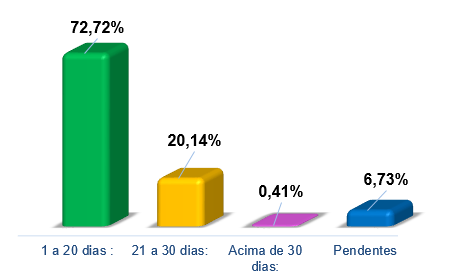 72,72%
20,14%
0,41%
6,73%
1 a 20 dias :
21 a 30 dias:
Acima de 30
dias:
Pendentes